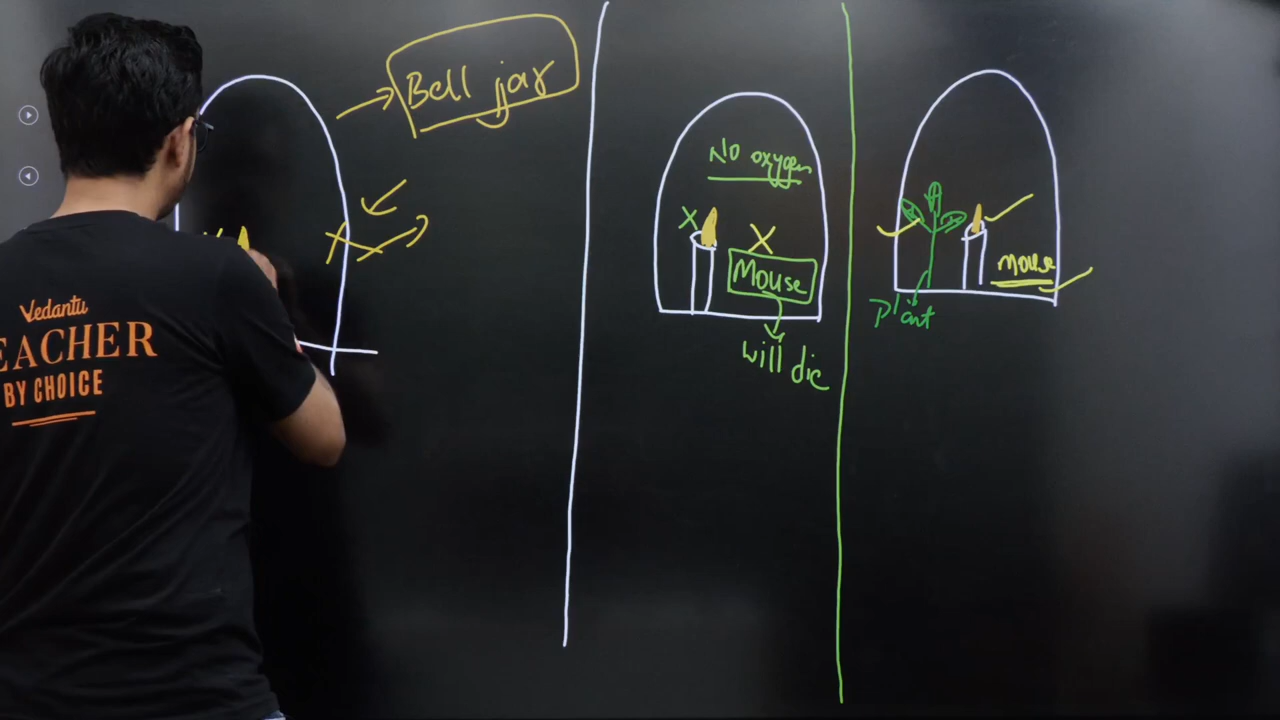 Bell jar
No oxygen
Mouse
will die
Mouse
Plant
Vedantu
EACHER
BY CHOICE